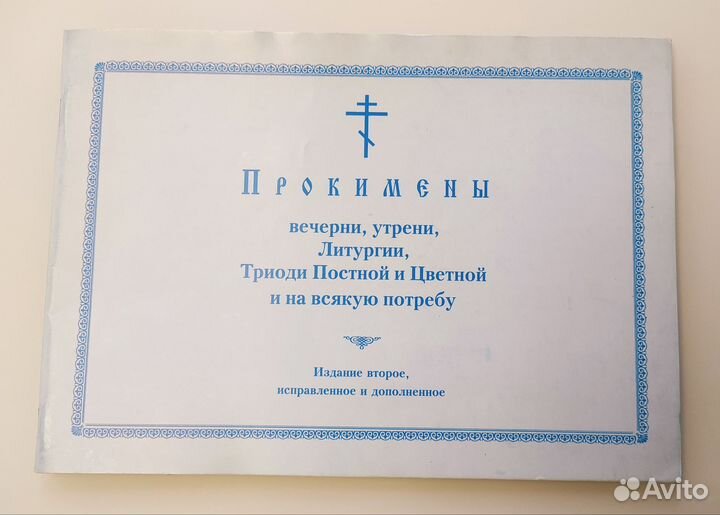 Прокимены
вечерни, утрени,
Литургии,
Триоди Постной и Цветной
и на всякую потребу
Издание второе,
исправленное и дополненное
Avito